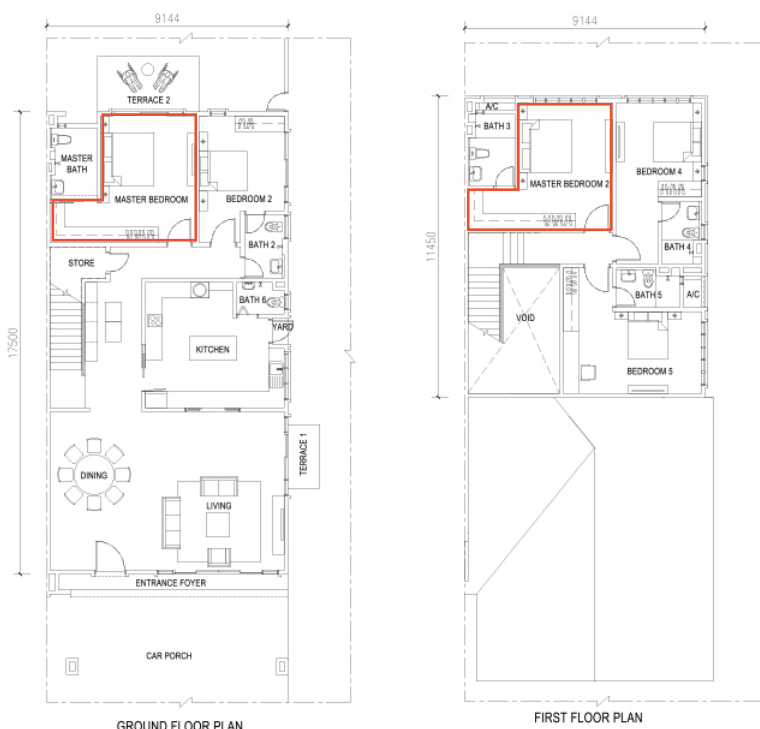 9144
TERRACE 2
MASTER
BATH
MASTER BEDROOM
BEDROOM 2
BATH 2
STORE
BATH 6
YARD
KITCHEN
17500
TERRACE 1
DINING
LIVING
ENTRANCE FOYER
CAR PORCH
GROUND FLOOR PLAN
9144
A/C
BATH 3
MASTER BEDROOM 2
BEDROOM 4
BATH 4
11450
BATH 5
A/C
VOID
BEDROOM 5
FIRST FLOOR PLAN